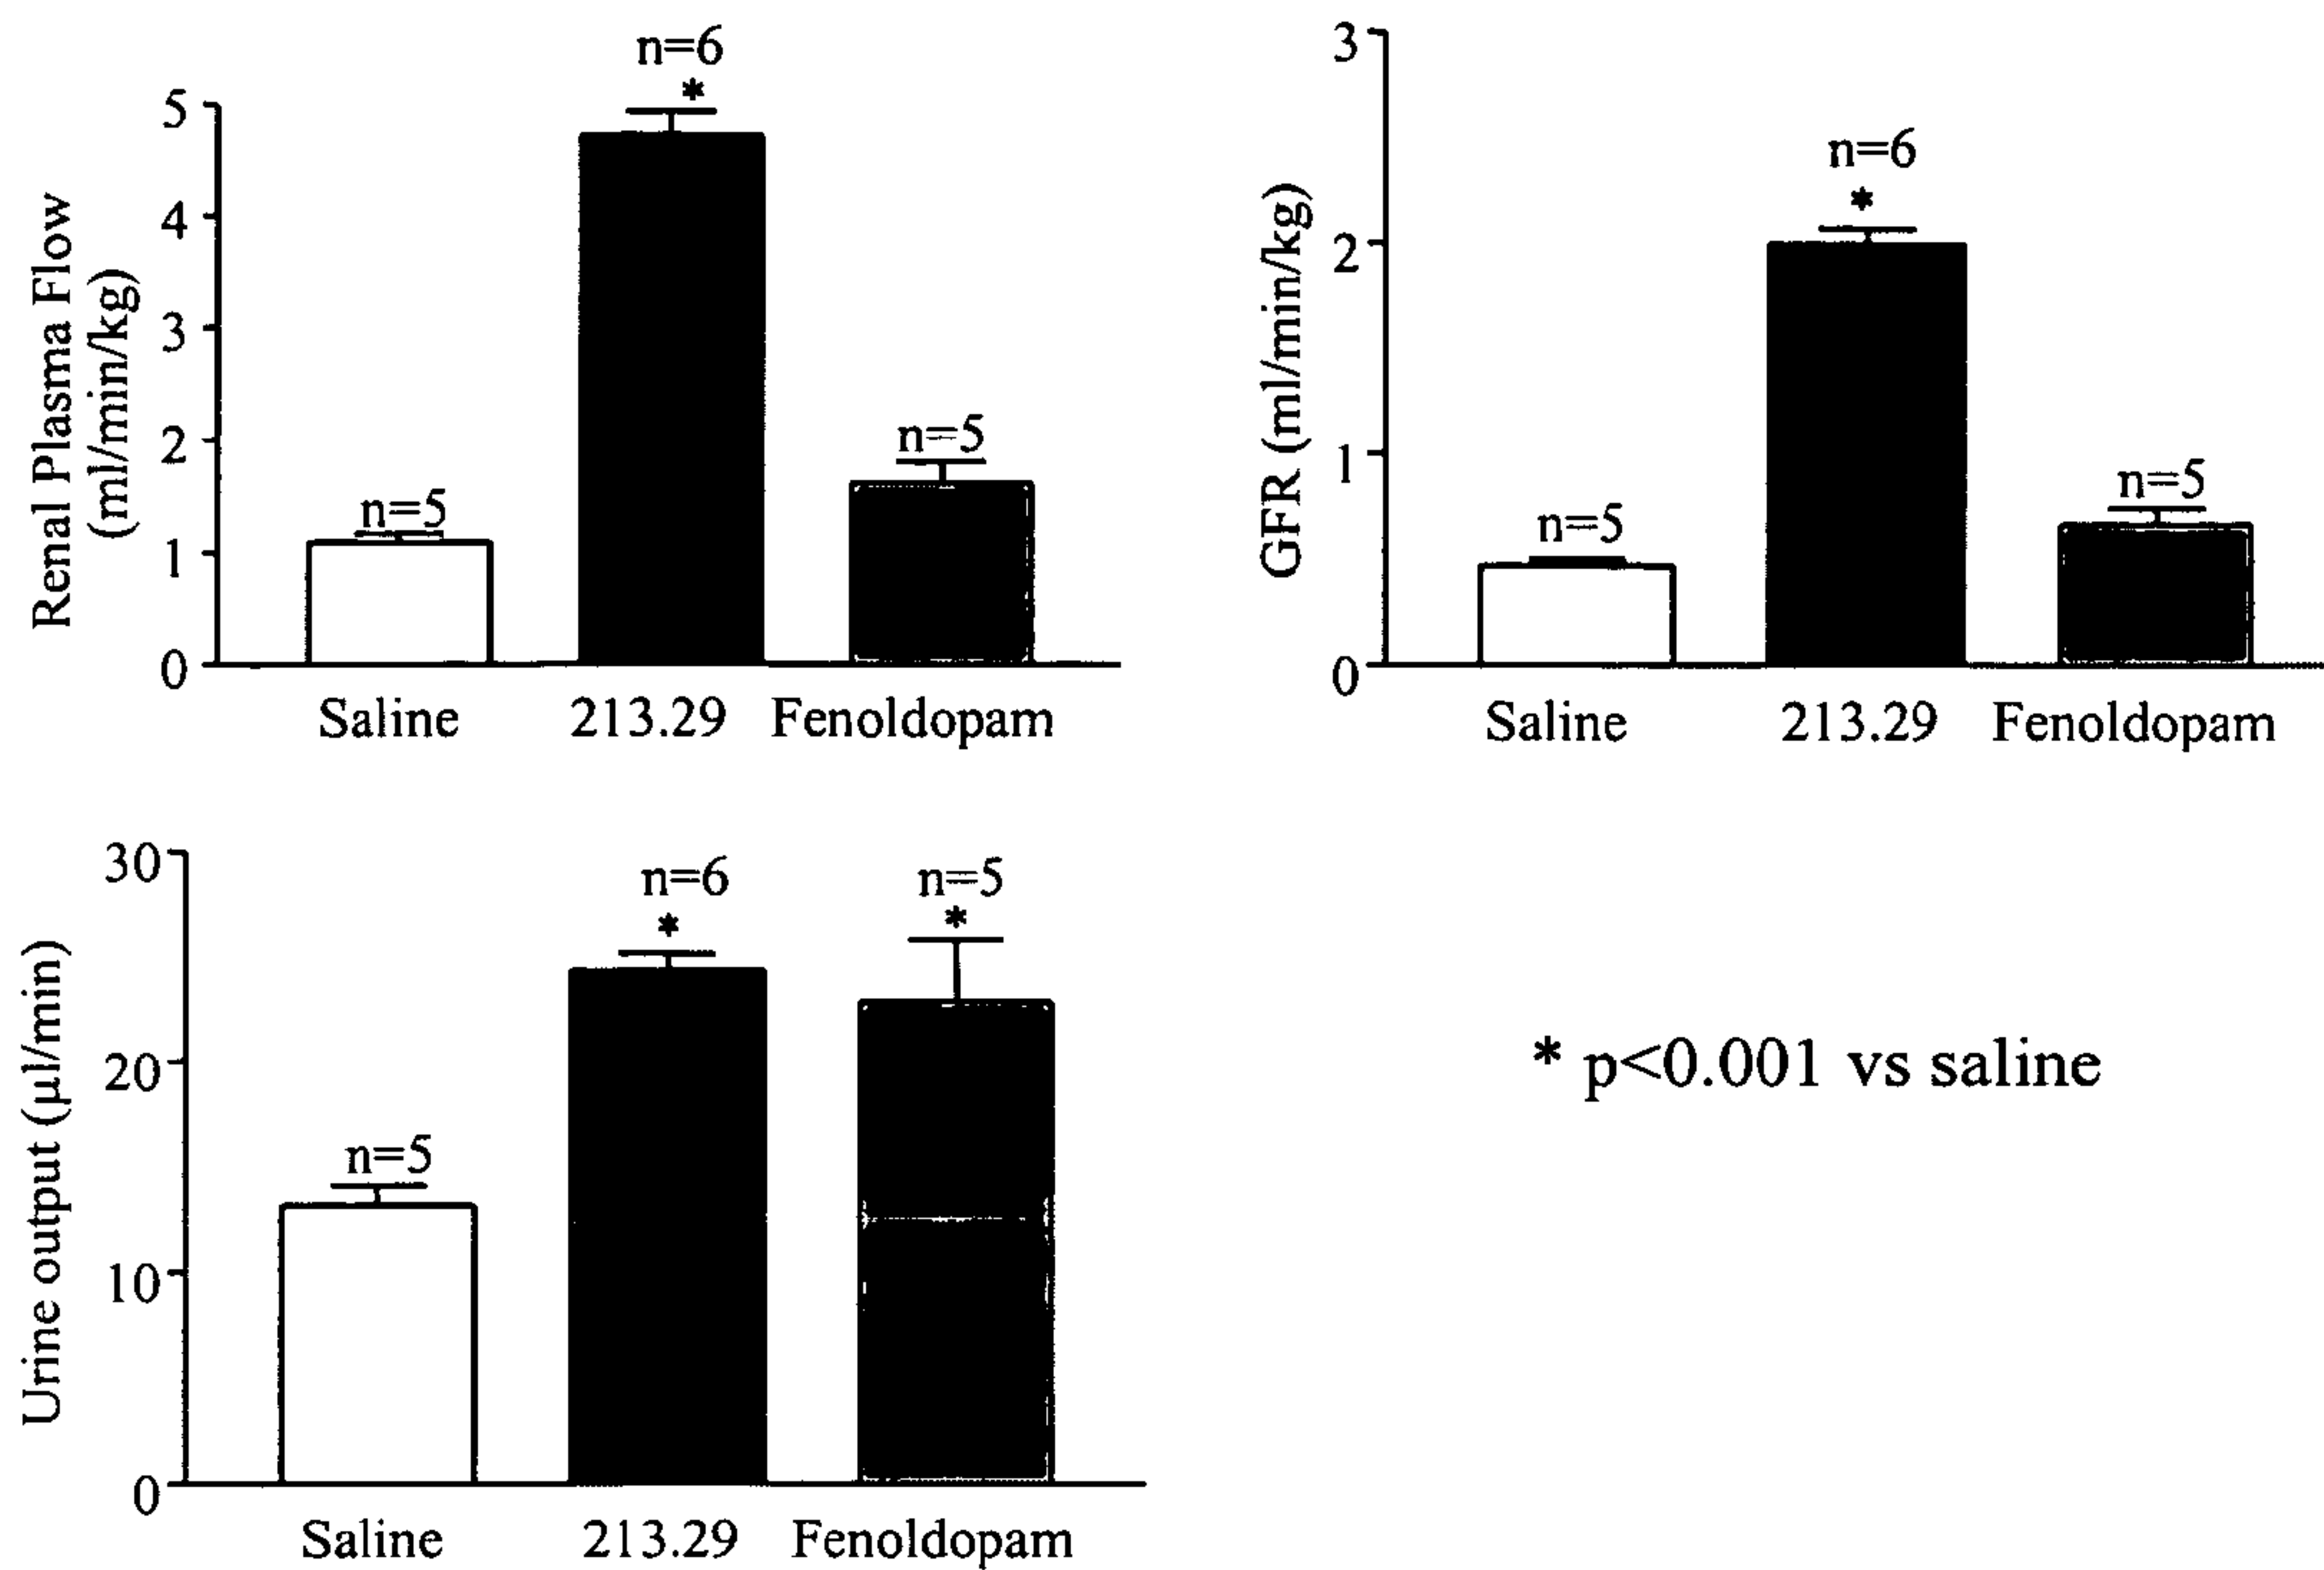 Renal Plasma Flow
(ml/min/kg)
5
4
3
2
1
0
n=5
n=6
*
n=5
Saline 213.29 Fenoldopam
GFR (ml/min/kg)
3
2
1
0
n=5
n=6
*
n=5
Saline 213.29 Fenoldopam
Urine output (µl/min)
30
20
10
0
n=5
n=6
*
n=5
*
Saline 213.29 Fenoldopam
* p<0.001 vs saline